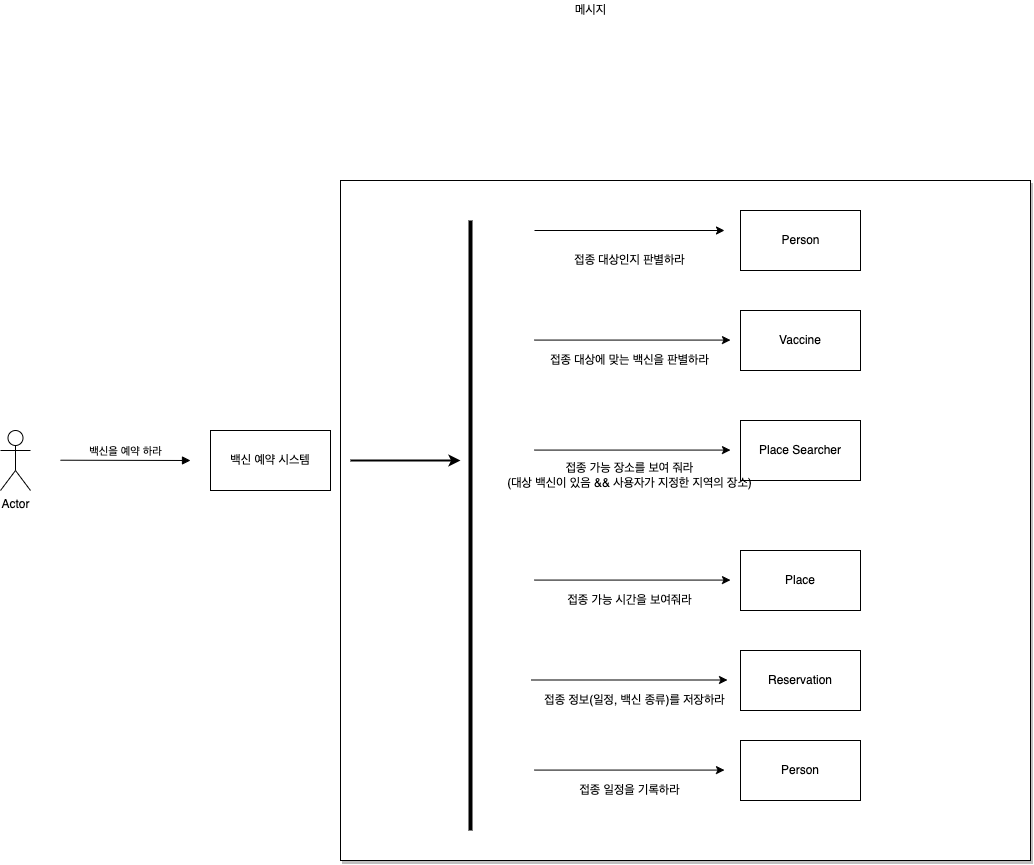 메시지
접종 대상인지 판별하라
Person
접종 대상에 맞는 백신을 판별하라
Vaccine
백신을 예약 하라
Actor
백신 예약 시스템
접종 가능 장소를 보여 줘라
(대상 백신이 있음 && 사용자가 지정한 지역의 장소)
Place Searcher
접종 가능 시간을 보여줘라
Place
접종 정보(일정, 백신 종류)를 저장하라
Reservation
접종 일정을 기록하라
Person